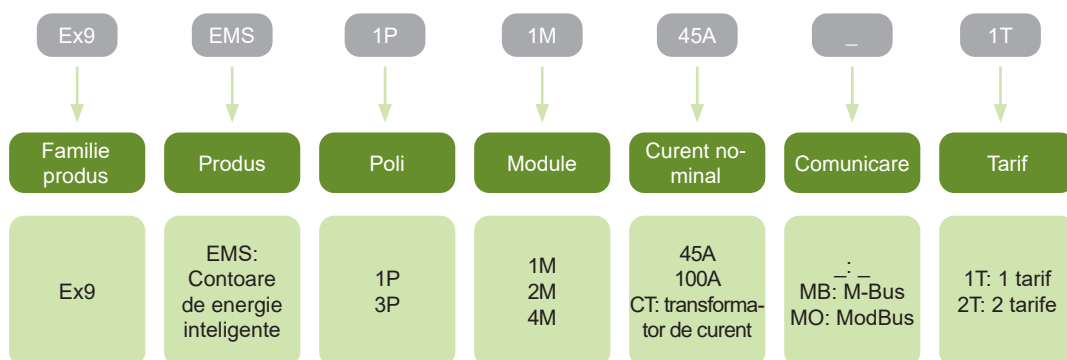 Ex9
EMS
1P
1M
45A
_
1T
Familie
produs
Produs
Poli
Module
Curent no-
minal
Comunicare
Tarif
Ex9
EMS:
Contoare
de energie
inteligente
1P
3P
1M
2M
4M
45A
100A
CT: transforma-
tor de curent
_: _
MB: M-Bus
MO: ModBus
1T: 1 tarif
2T: 2 tarife